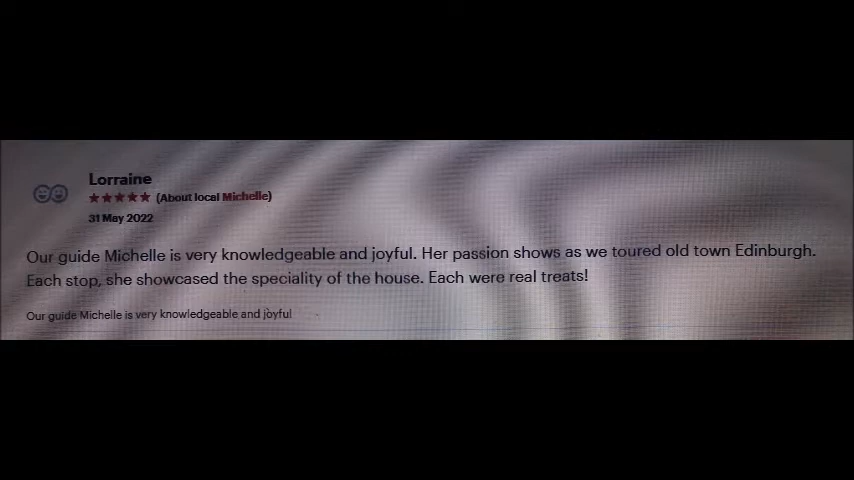 Lorraine
★★★★★ (About local Michelle)
31 May 2022
Our guide Michelle is very knowledgeable and joyful. Her passion shows as we toured old town Edinburgh.
Each stop, she showcased the speciality of the house. Each were real treats!
Our guide Michelle is very knowledgeable and joyful